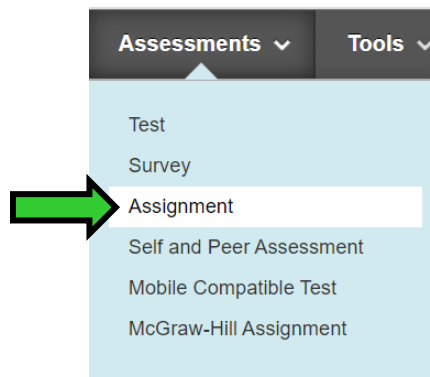 Assessments Tools
Test
Survey
Assignment
Self and Peer Assessment
Mobile Compatible Test
McGraw-Hill Assignment